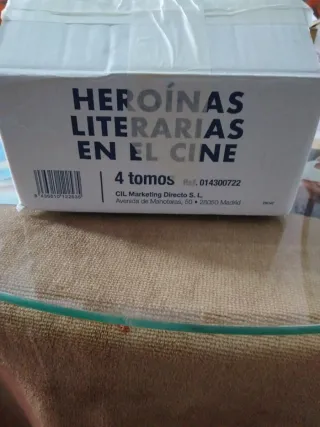 HEROÍNAS
LITERARIAS
EN EL CINE
4 tomos Ref. 014300722
CIL Marketing Directo S. L.
Avenida de Manoteras, 50 • 28050 Madrid